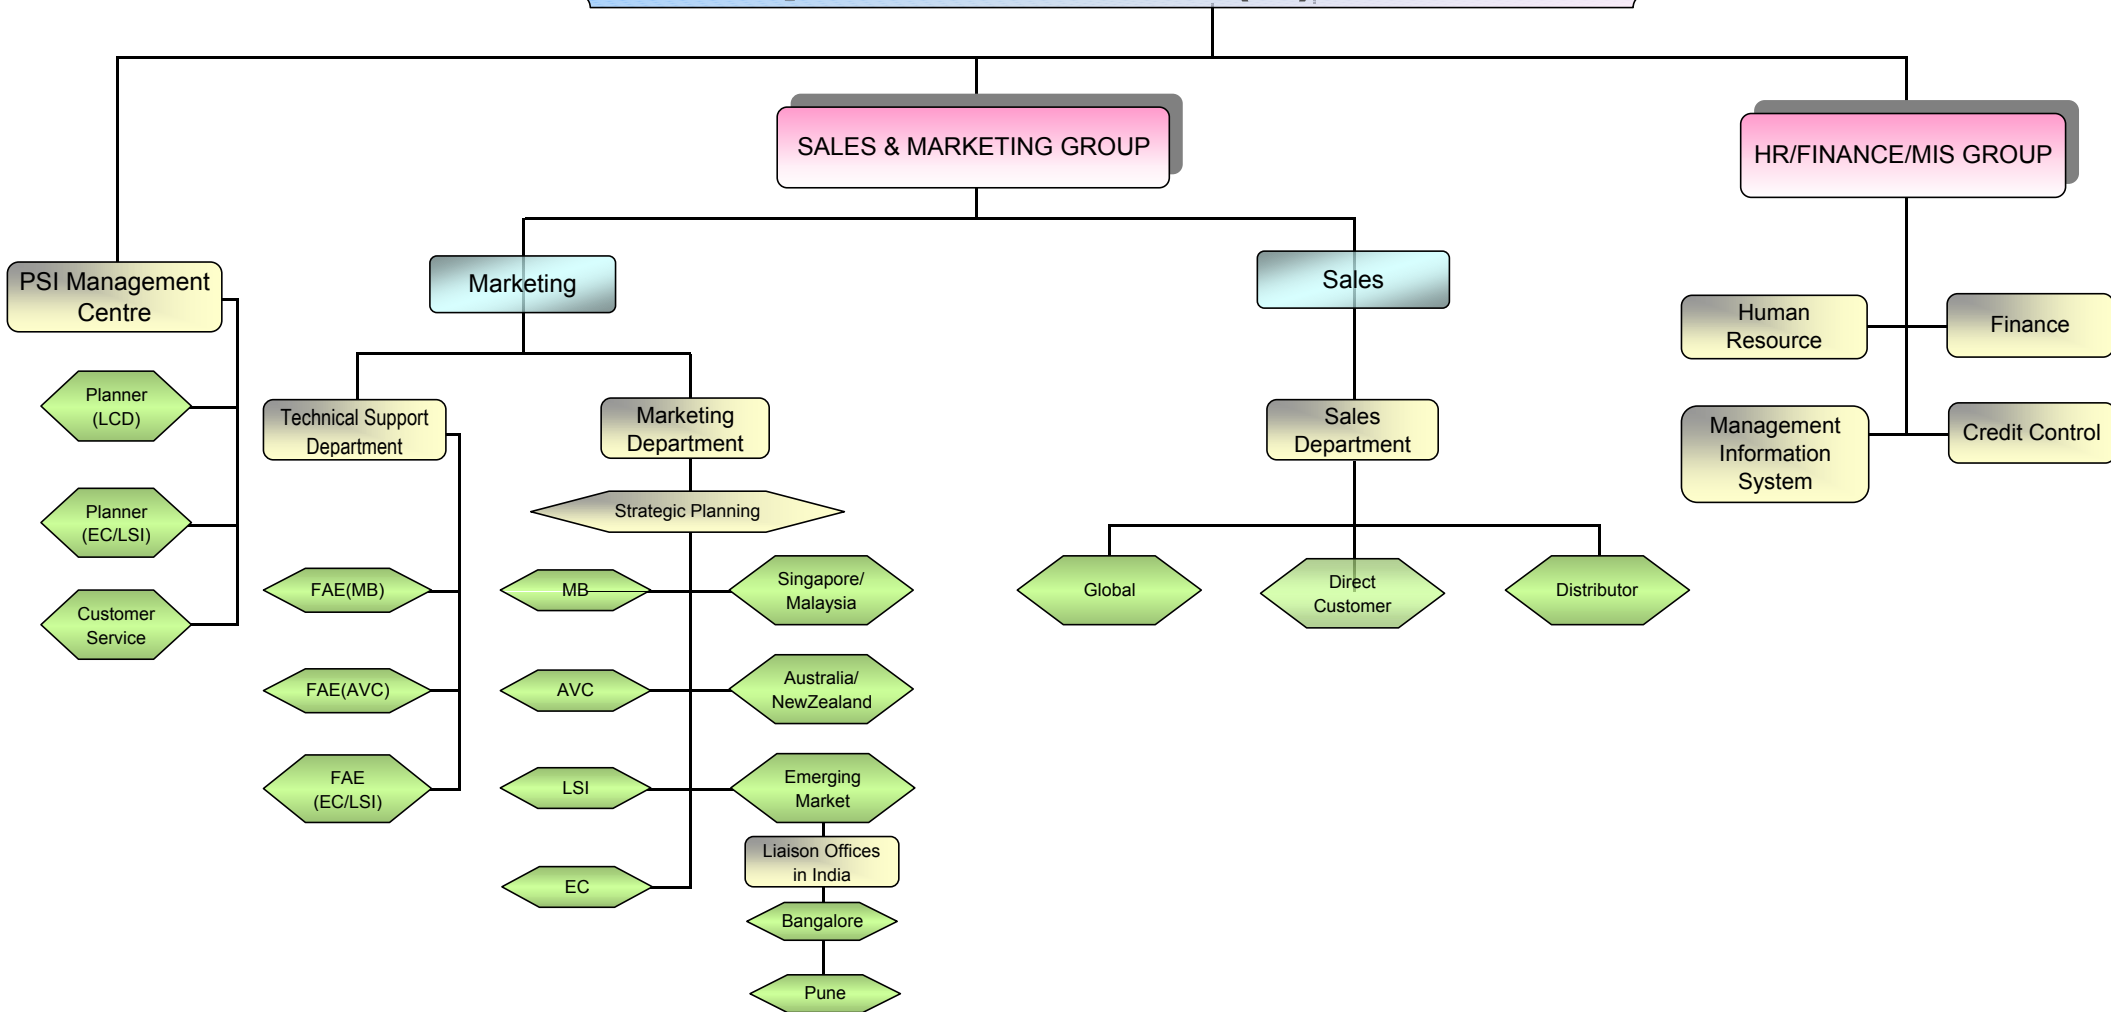 SALES & MARKETING GROUP
HR/FINANCE/MIS GROUP
PSI Management
Centre
Marketing
Sales
Human
Resource
Finance
Planner
(LCD)
Technical Support
Department
Marketing
Department
Sales
Department
Management
Information
System
Credit Control
Planner
(EC/LSI)
Strategic Planning
Customer
Service
FAE(MB)
MB
Singapore/
Malaysia
Global
Direct
Customer
Distributor
FAE(AVC)
AVC
Australia/
NewZealand
FAE
(EC/LSI)
LSI
Emerging
Market
Liaison Offices
in India
EC
Bangalore
Pune